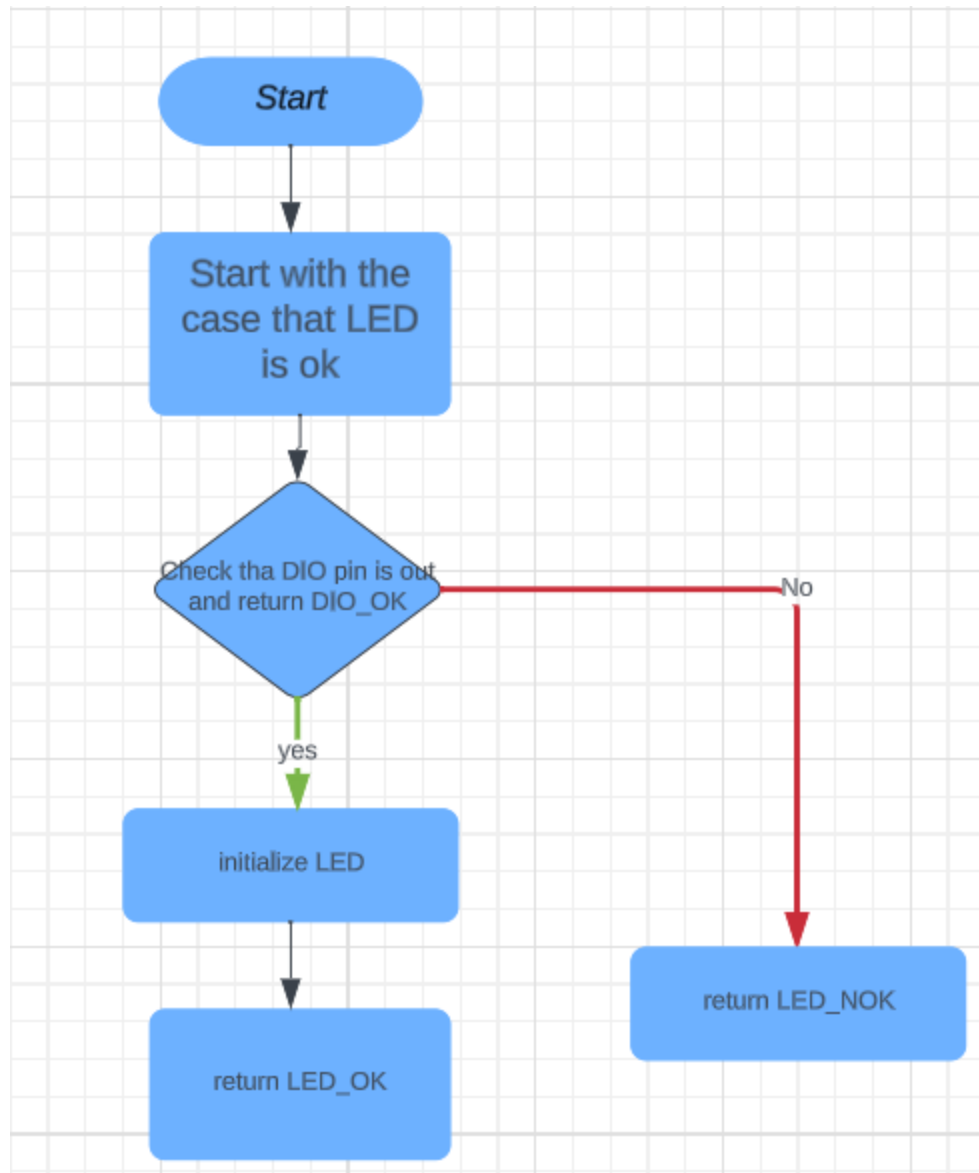 Start
Start with the
case that LED
is ok
Check tha DIO pin is out
and return DIO_OK
No
yes
initialize LED
return LED_NOK
return LED_OK